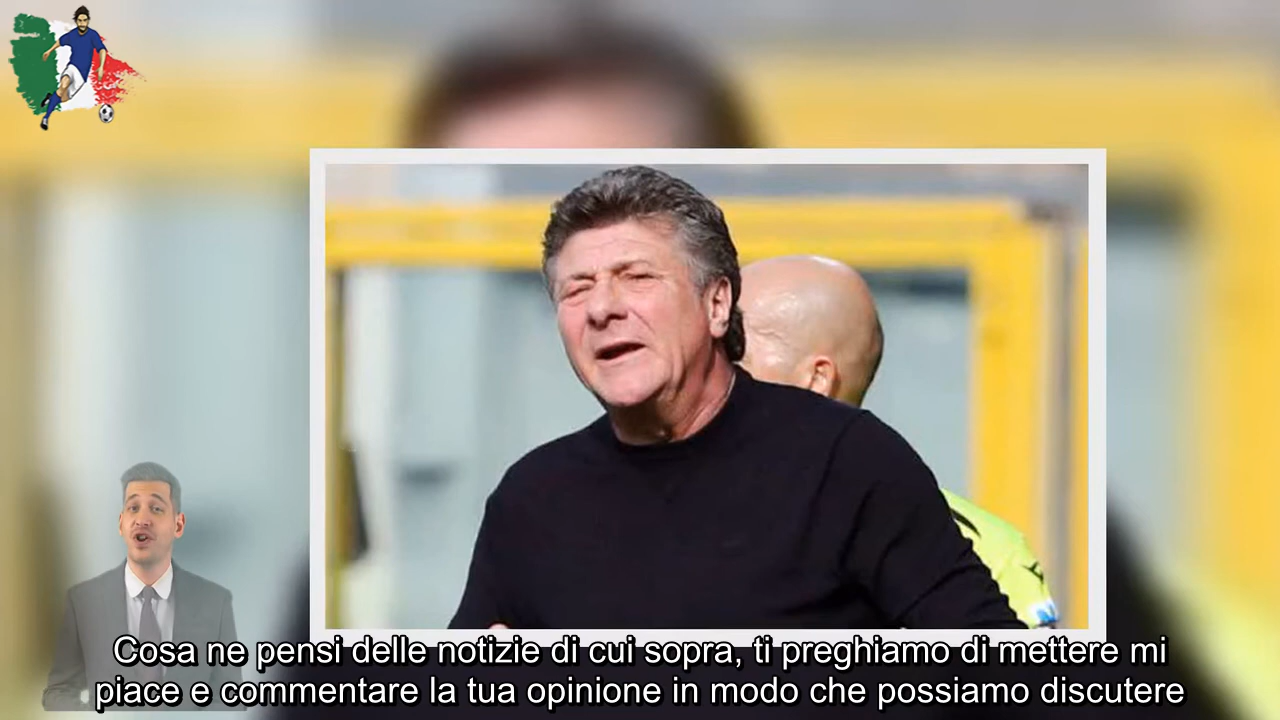 Cosa ne pensi delle notizie di cui sopra, ti preghiamo di mettere mi
piace e commentare la tua opinione in modo che possiamo discutere